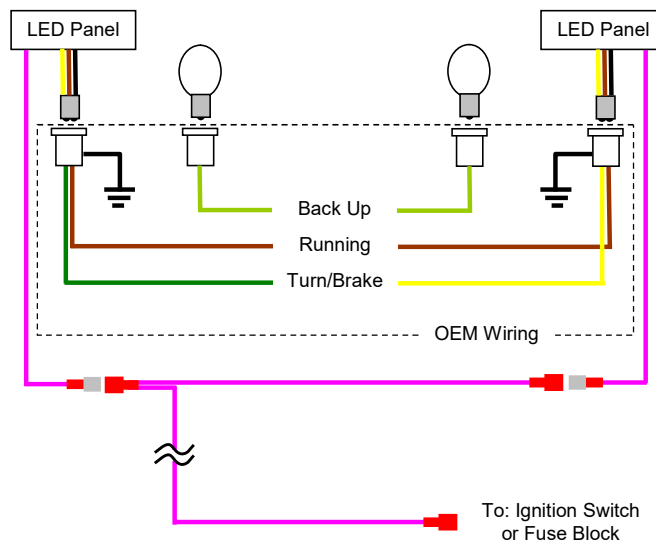 LED Panel
LED Panel
Back Up
Running
Turn/Brake
OEM Wiring
To: Ignition Switch
or Fuse Block